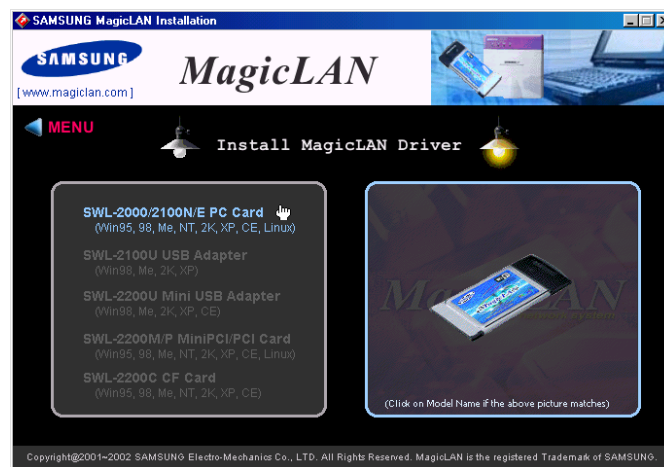 SAMSUNG MagicLAN Installation
SAMSUNG
[ www.magiclan.com ]
MagicLAN
MENU
Install MagicLAN Driver
SWL-2000/2100N/E PC Card
(Win95, 98, Me, NT, 2K, XP, CE, Linux)
SWL-2100U USB Adapter
(Win98, Me, 2K, XP)
SWL-2200U Mini USB Adapter
(Win98, Me, 2K, XP, CE)
SWL-2200M/P MiniPCI/PCI Card
(Win95, 98, Me, NT, 2K, XP, CE, Linux)
SWL-2200C CF Card
(Win95, 98, Me, NT, 2K, XP, CE)
MagicLAN
(Click on Model Name if the above picture matches)
Copyright@2001~2002 SAMSUNG Electro-Mechanics Co., LTD. All Rights Reserved. MagicLAN is the registered Trademark of SAMSUNG.